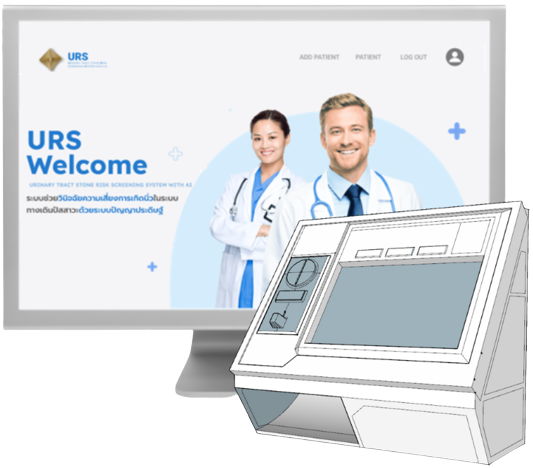 URS
ADD PATIENT
PATIENT
LOG OUT
URS
Welcome
URINARY TRACT STONE RISK SCREENING SYSTEM WITH AI
ระบบช่วยวินิจฉัยความเสี่ยงการเกิดนิ่วในระบบ
ทางเดินปัสสาวะด้วยระบบปัญญาประดิษฐ์